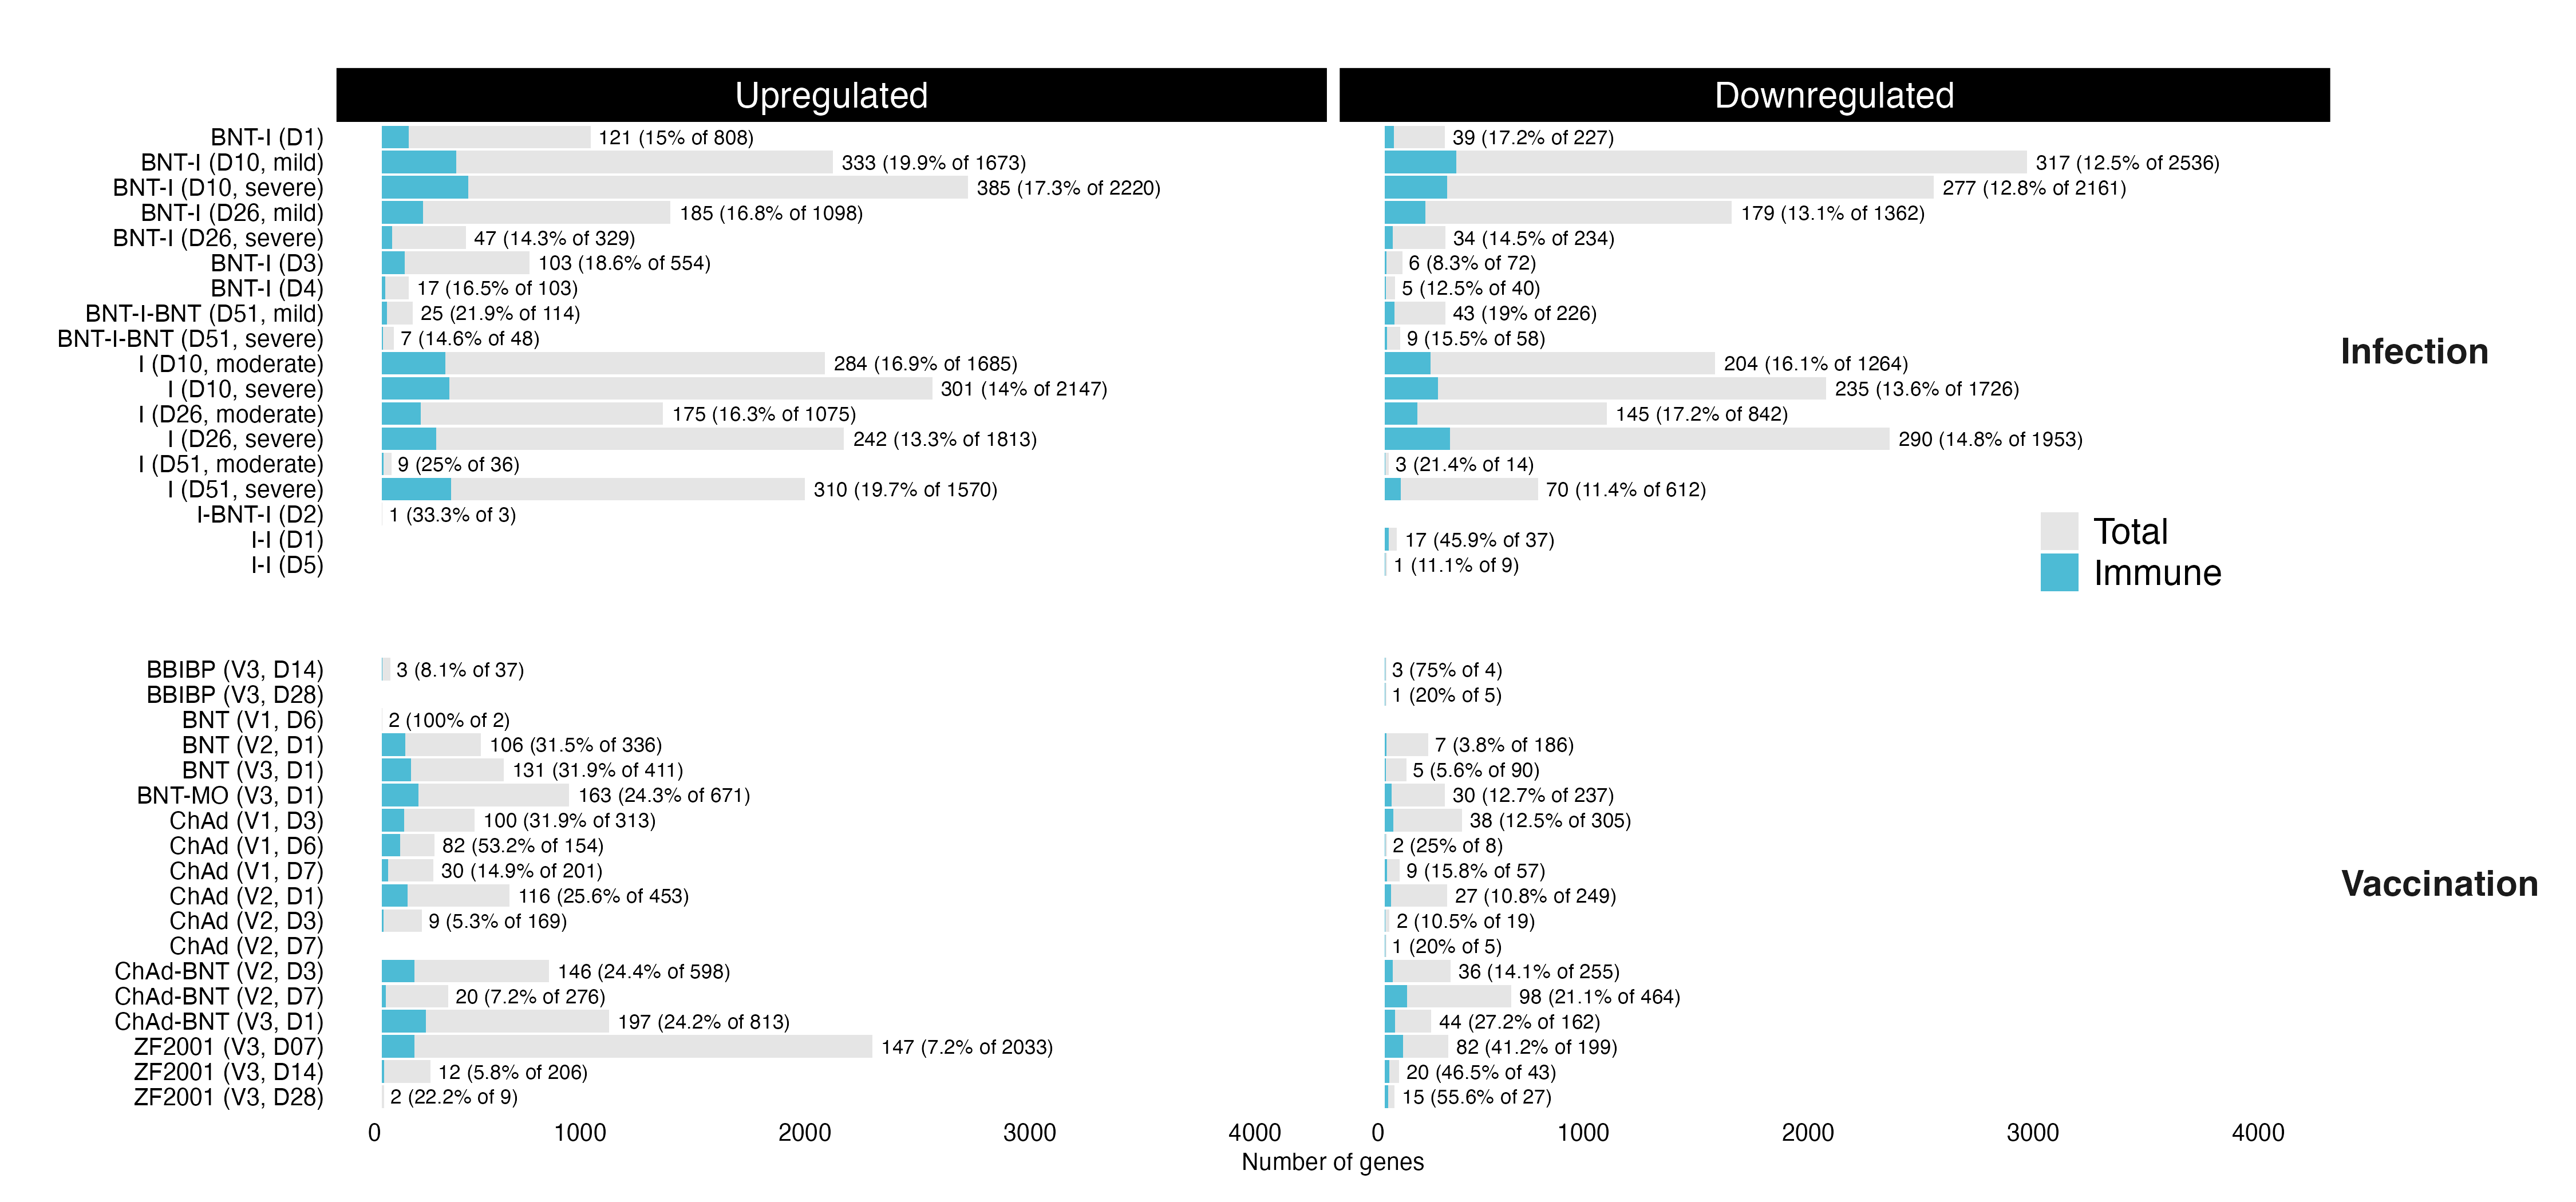 Upregulated Downregulated
BNT-I (D1) 121 (15% of 808) 39 (17.2% of 227)
BNT-I (D10, mild) 333 (19.9% of 1673) 317 (12.5% of 2536)
BNT-I (D10, severe) 385 (17.3% of 2220) 277 (12.8% of 2161)
BNT-I (D26, mild) 185 (16.8% of 1098) 179 (13.1% of 1362)
BNT-I (D26, severe) 47 (14.3% of 329) 34 (14.5% of 234)
BNT-I (D3) 103 (18.6% of 554) 6 (8.3% of 72)
BNT-I (D4) 17 (16.5% of 103) 5 (12.5% of 40)
BNT-I-BNT (D51, mild) 25 (21.9% of 114) 43 (19% of 226)
BNT-I-BNT (D51, severe) 7 (14.6% of 48) 9 (15.5% of 58)
Infection
I (D10, moderate) 284 (16.9% of 1685) 204 (16.1% of 1264)
I (D10, severe) 301 (14% of 2147) 235 (13.6% of 1726)
I (D26, moderate) 175 (16.3% of 1075) 145 (17.2% of 842)
I (D26, severe) 242 (13.3% of 1813) 290 (14.8% of 1953)
I (D51, moderate) 9 (25% of 36) 3 (21.4% of 14)
I (D51, severe) 310 (19.7% of 1570) 70 (11.4% of 612)
I-BNT-I (D2) 1 (33.3% of 3)
Total
I-I (D1) 17 (45.9% of 37)
I-I (D5) 1 (11.1% of 9)
Immune
BBIBP (V3, D14) 3 (8.1% of 37) 3 (75% of 4)
BBIBP (V3, D28) 1 (20% of 5)
BNT (V1, D6) 2 (100% of 2)
BNT (V2, D1) 106 (31.5% of 336) 7 (3.8% of 186)
BNT (V3, D1) 131 (31.9% of 411) 5 (5.6% of 90)
BNT-MO (V3, D1) 163 (24.3% of 671) 30 (12.7% of 237)
ChAd (V1, D3) 100 (31.9% of 313) 38 (12.5% of 305)
ChAd (V1, D6) 82 (53.2% of 154) 2 (25% of 8)
ChAd (V1, D7) 30 (14.9% of 201) 9 (15.8% of 57)
Vaccination
ChAd (V2, D1) 116 (25.6% of 453) 27 (10.8% of 249)
ChAd (V2, D3) 9 (5.3% of 169) 2 (10.5% of 19)
ChAd (V2, D7) 1 (20% of 5)
ChAd-BNT (V2, D3) 146 (24.4% of 598) 36 (14.1% of 255)
ChAd-BNT (V2, D7) 20 (7.2% of 276) 98 (21.1% of 464)
ChAd-BNT (V3, D1) 197 (24.2% of 813) 44 (27.2% of 162)
ZF2001 (V3, D07) 147 (7.2% of 2033) 82 (41.2% of 199)
ZF2001 (V3, D14) 12 (5.8% of 206) 20 (46.5% of 43)
ZF2001 (V3, D28) 2 (22.2% of 9) 15 (55.6% of 27)
0 1000 2000 3000 4000 0 1000 2000 3000 4000
Number of genes